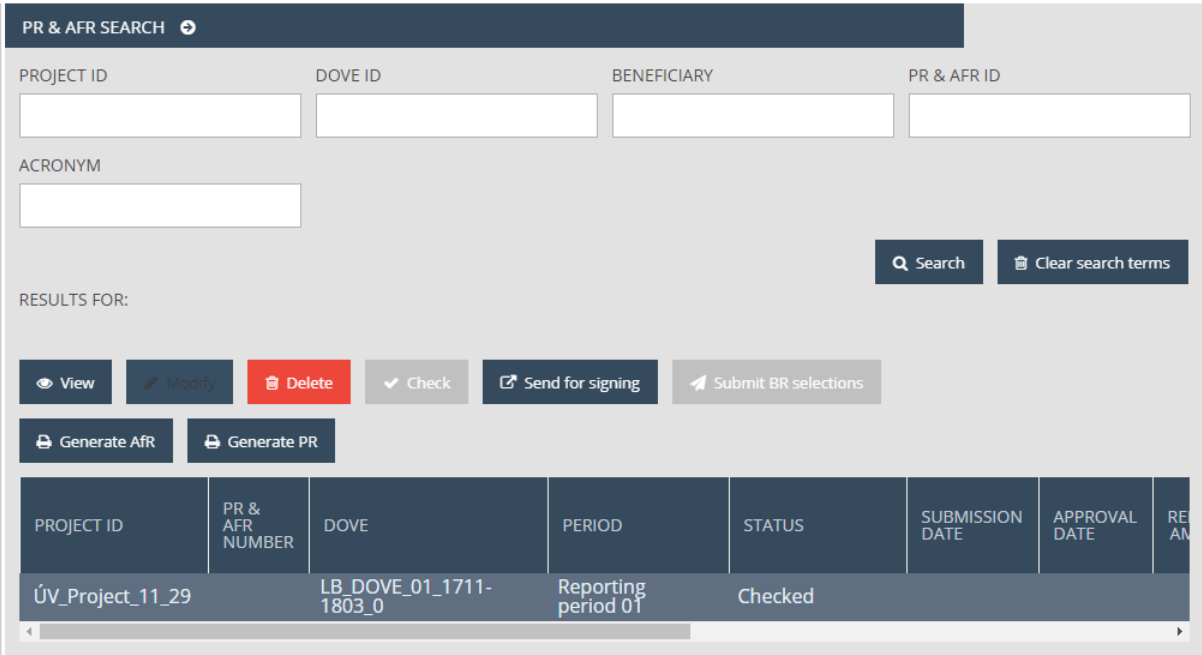 PR & AFR SEARCH
PROJECT ID DOVE ID BENEFICIARY PR & AFR ID
ACRONYM
Search Clear search terms
RESULTS FOR:
View Modify Delete Check Send for signing Submit BR selections
Generate AfR Generate PR
PROJECT ID PR & AFR NUMBER DOVE PERIOD STATUS SUBMISSION DATE APPROVAL DATE
ÚV_Project_11_29 LB_DOVE_01_1711-1803_0 Reporting period 01 Checked